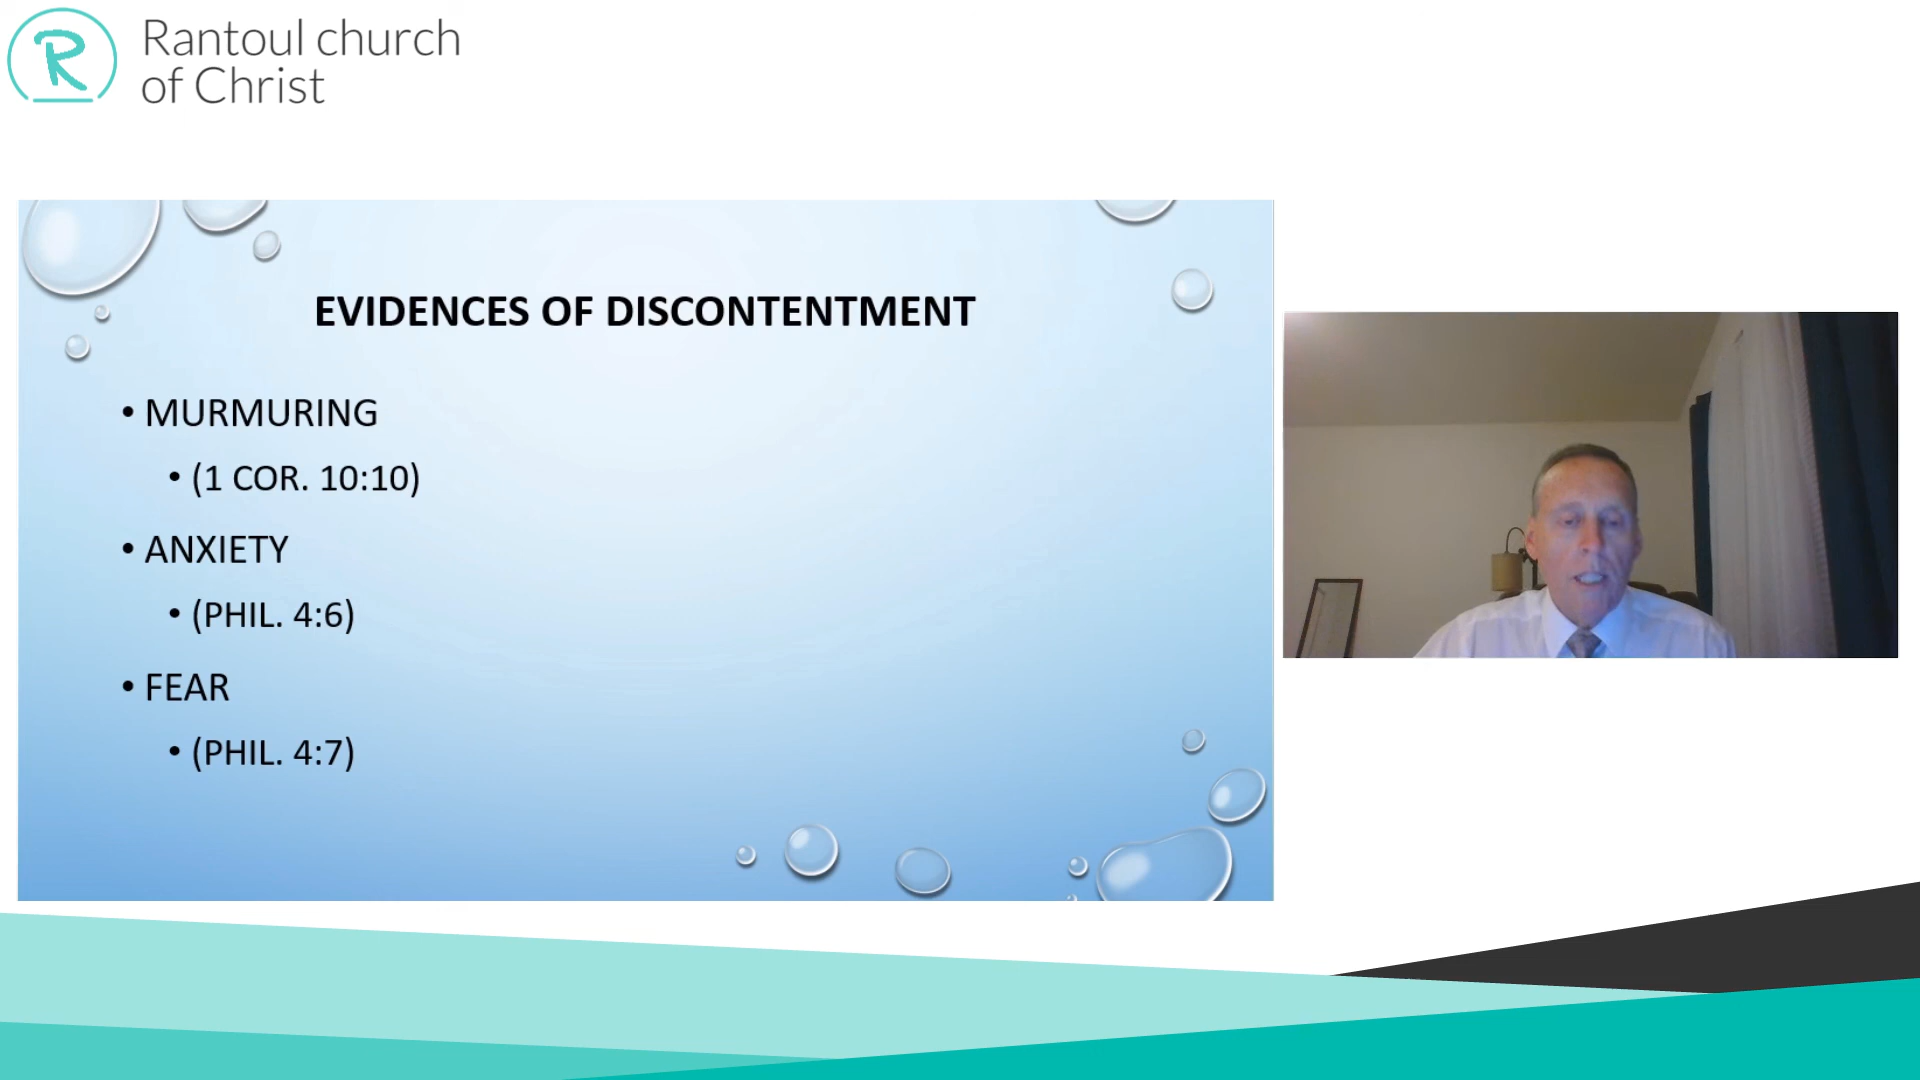 Rantoul church
of Christ
EVIDENCES OF DISCONTENTMENT
• MURMURING
• (1 COR. 10:10)
• ANXIETY
• (PHIL. 4:6)
• FEAR
• (PHIL. 4:7)